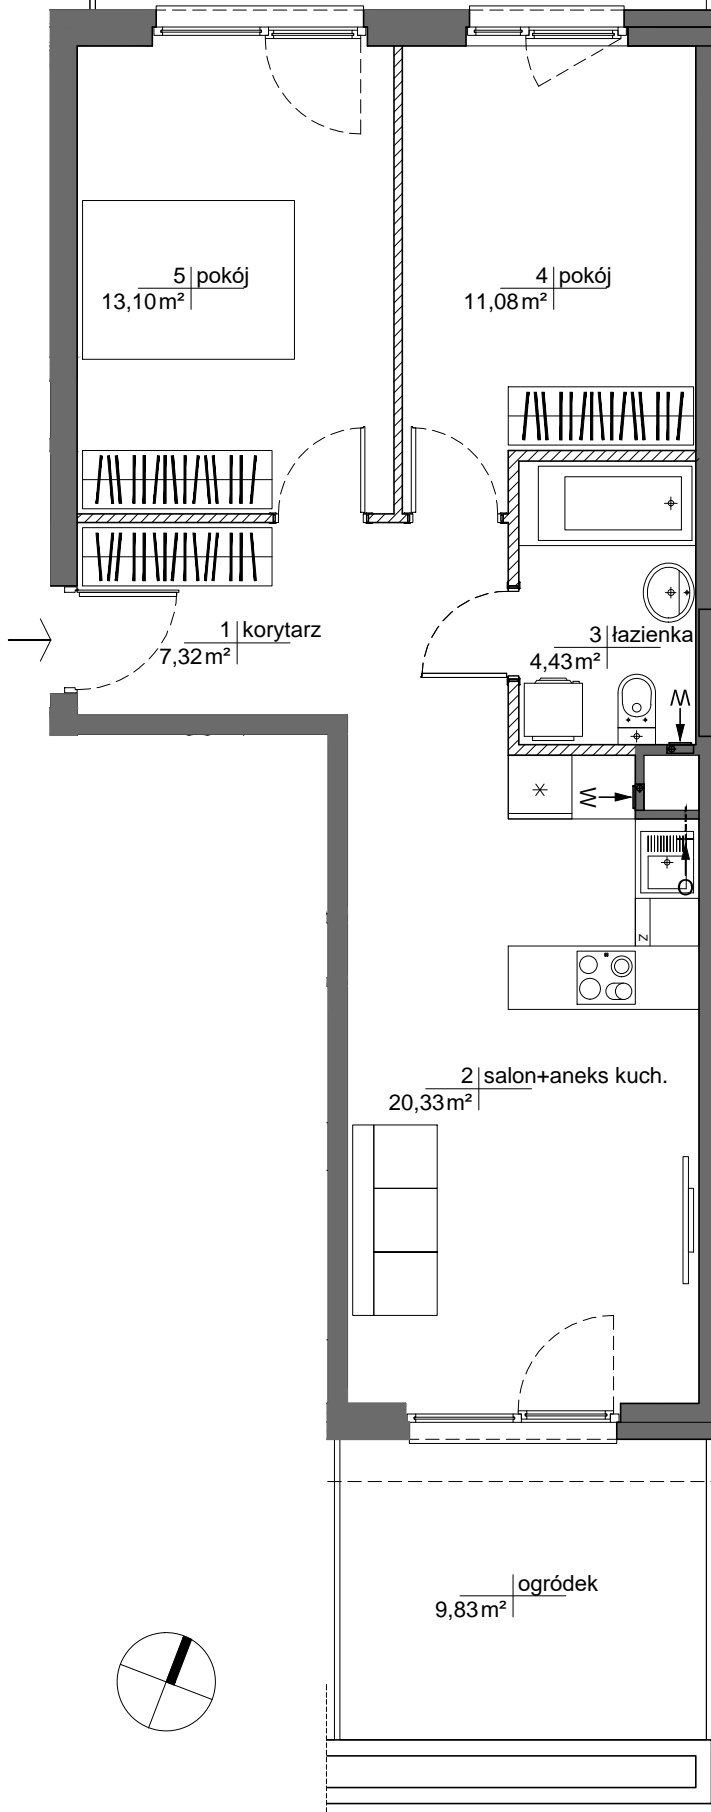 5 pokój
13,10 m²
4 pokój
11,08 m²
1 korytarz
7,32 m²
3 łazienka
4,43 m²
W
W
O
Z
2 salon+aneks kuch.
20,33 m²
ogródek
9,83 m²